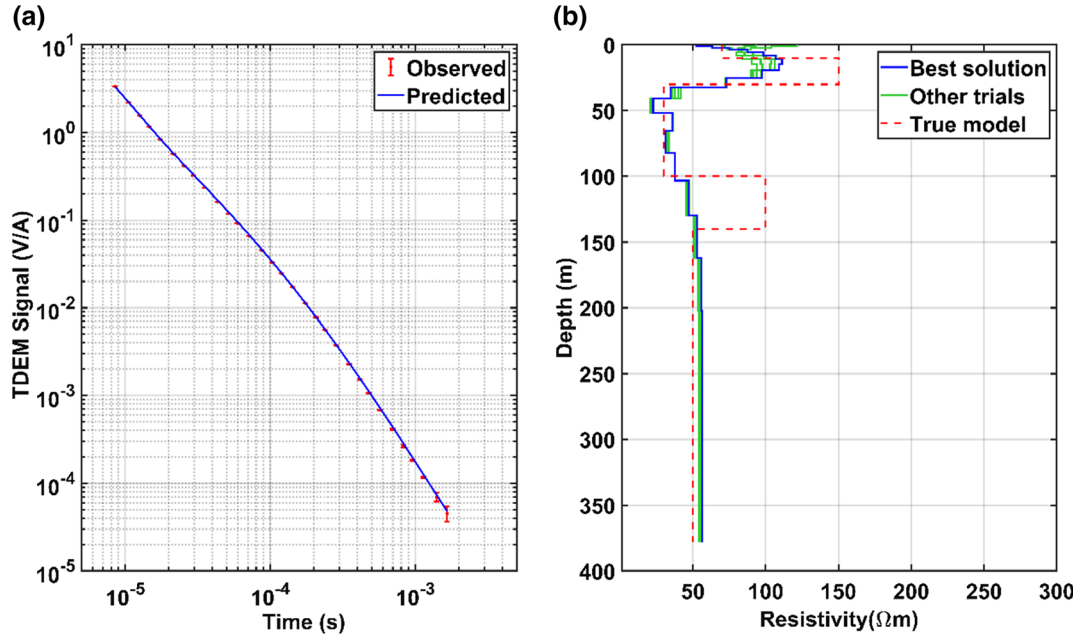 (a)
TDEM Signal (V/A)
10^1
10^0
10^-1
10^-2
10^-3
10^-4
10^-5
Observed
Predicted
10^-5
10^-4
10^-3
Time (s)
(b)
Depth (m)
0
50
100
150
200
250
300
350
400
Best solution
Other trials
True model
50
100
150
200
250
300
Resistivity(Ωm)